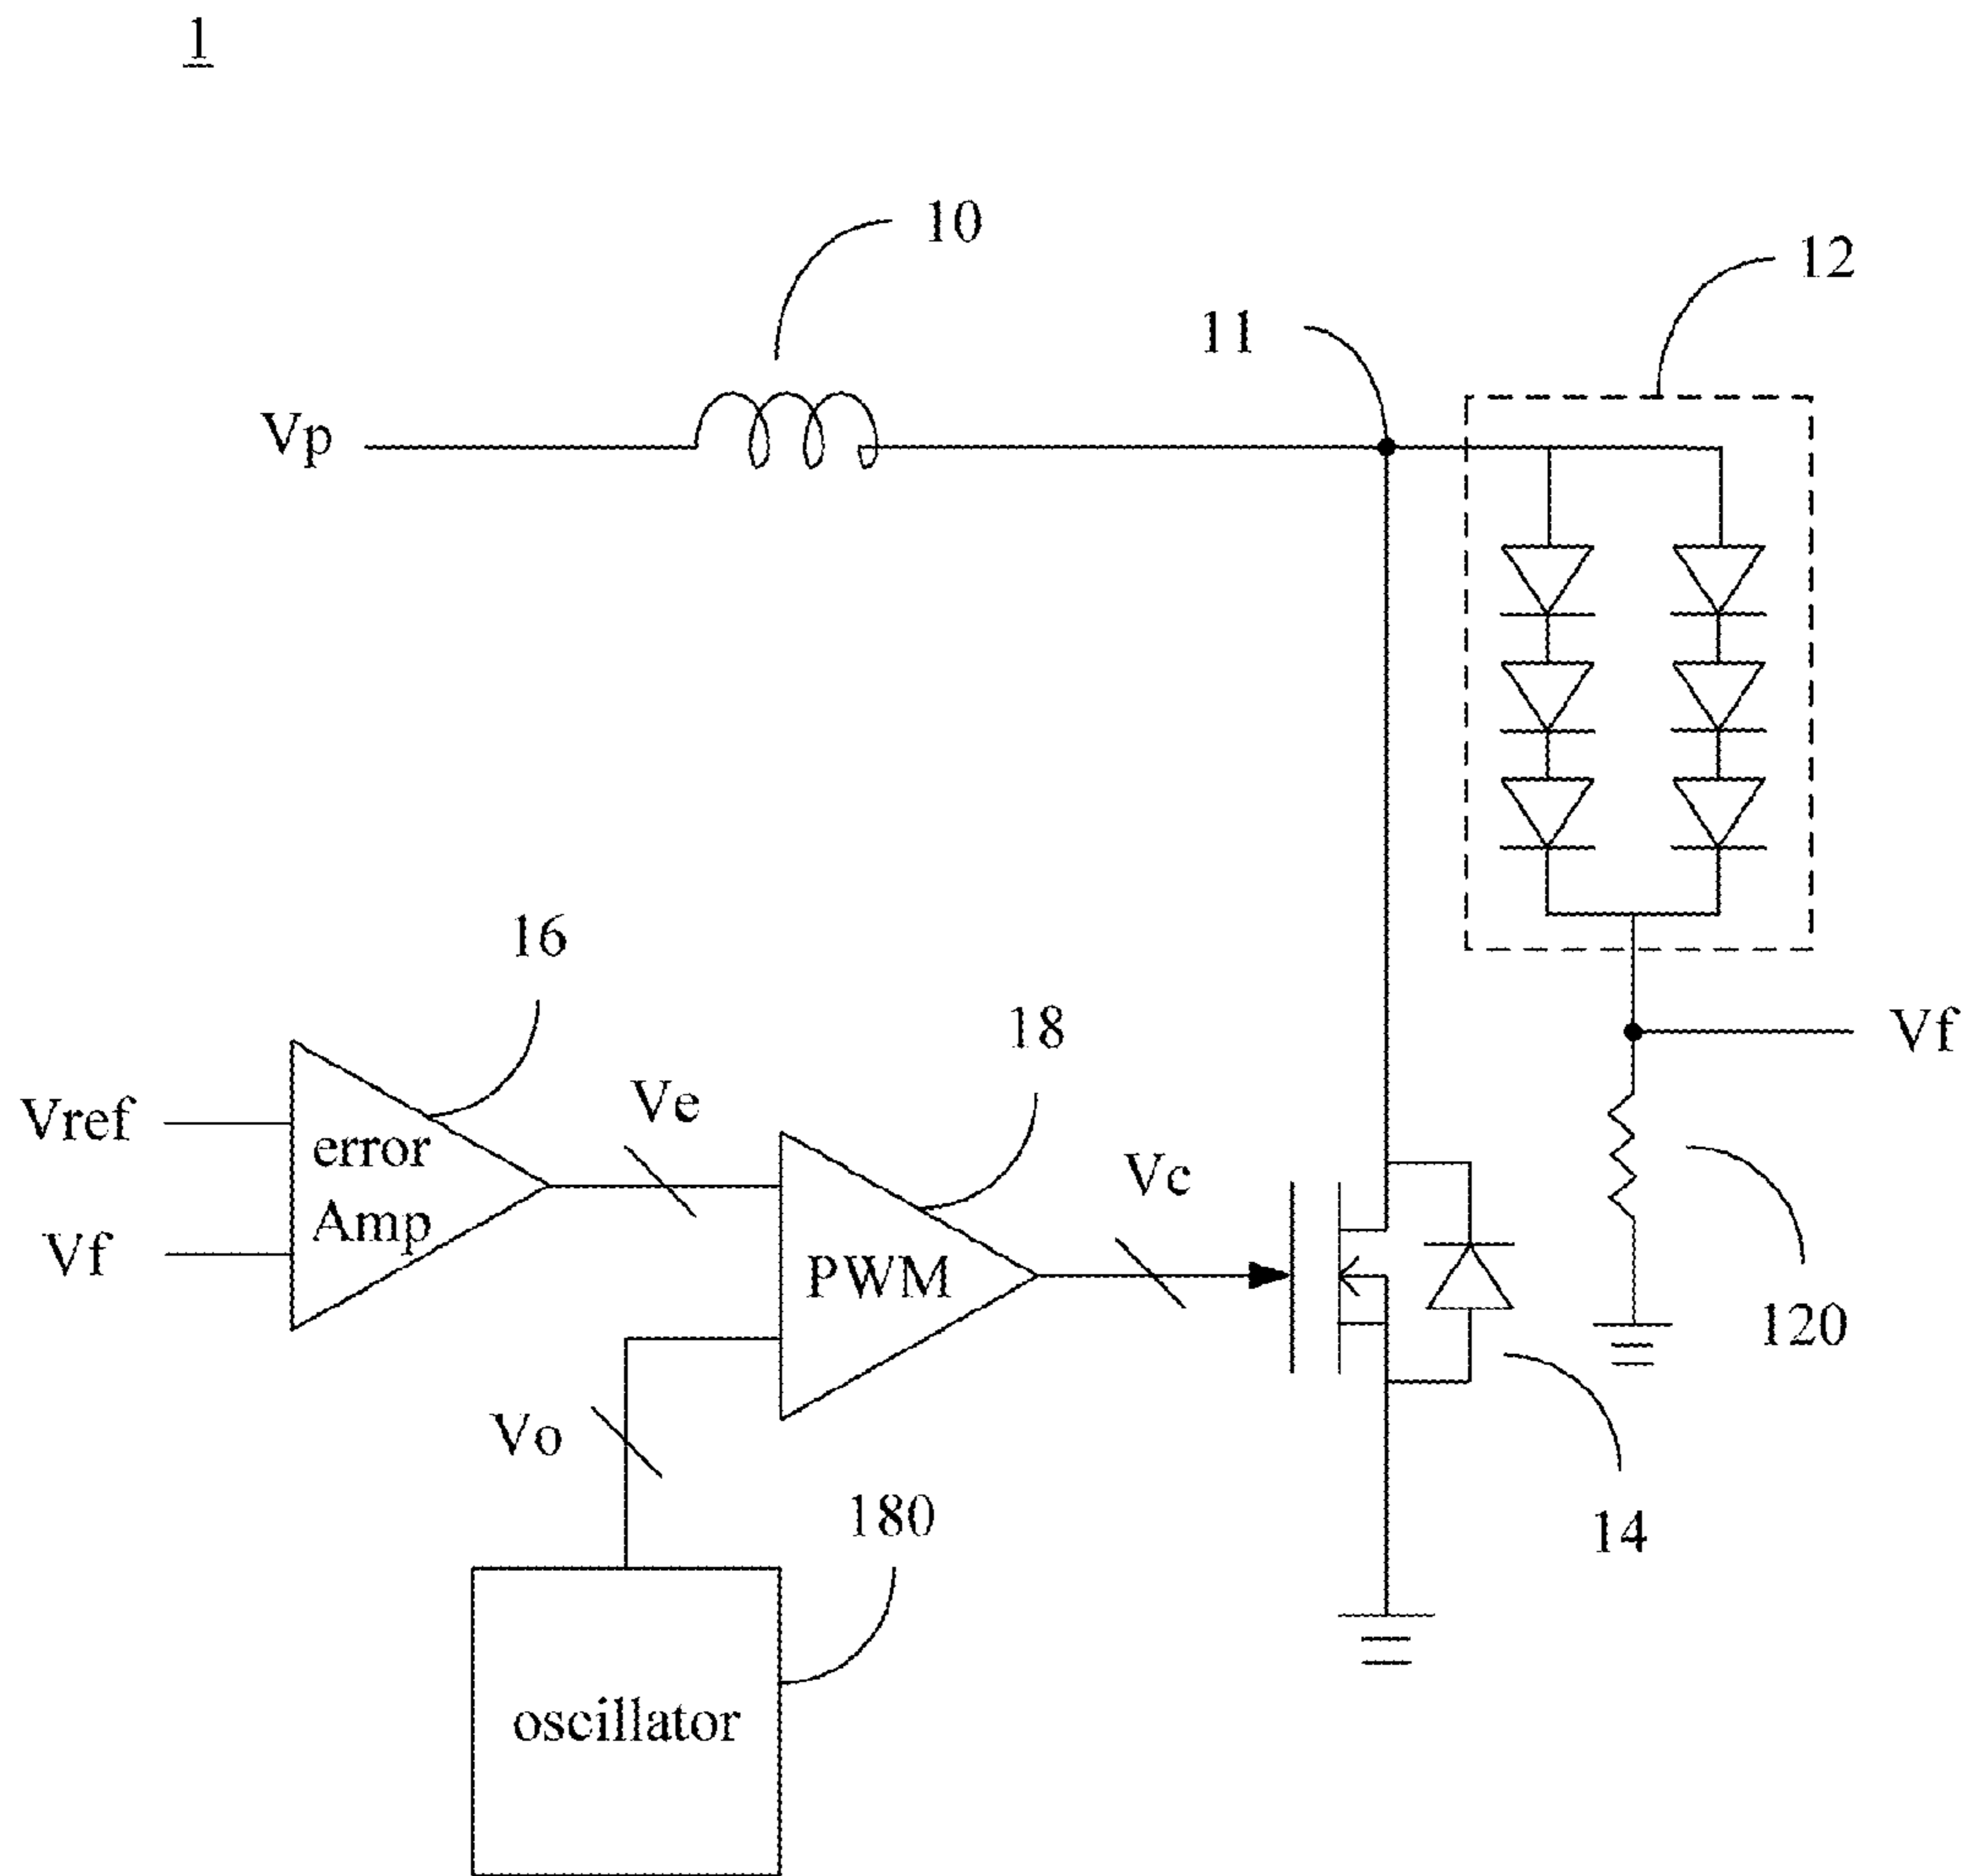 1
10
12
11
Vp
16
18
Vf
Vref
error
Amp
Ve
Vc
Vf
PWM
120
Vo
180
14
oscillator